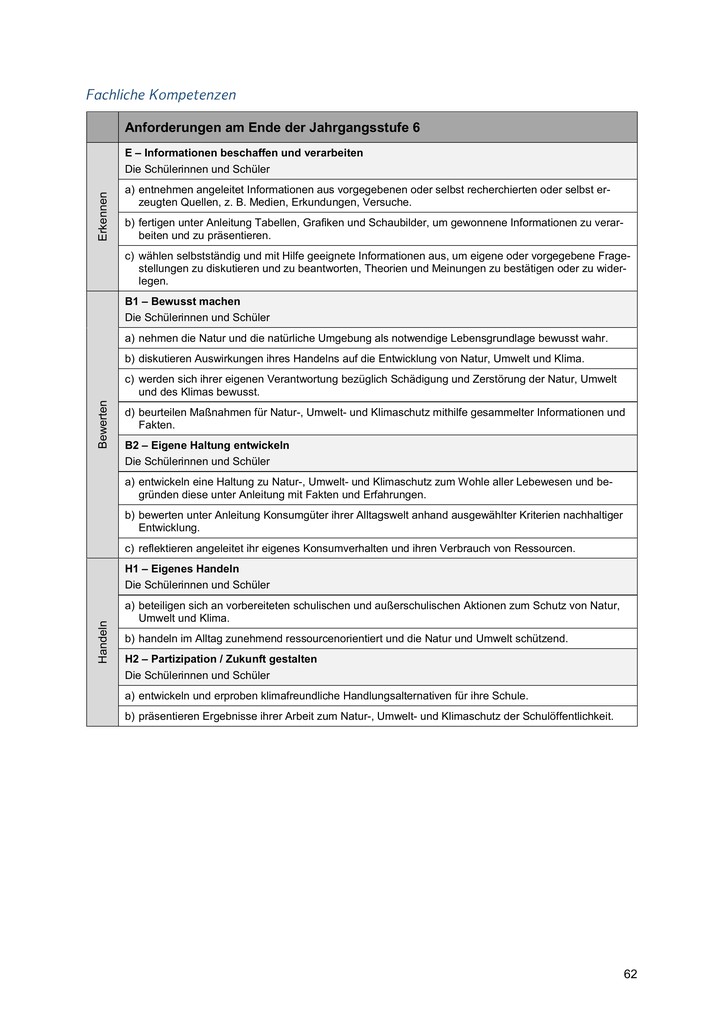 Fachliche Kompetenzen
Anforderungen am Ende der Jahrgangsstufe 6
Erkennen
E – Informationen beschaffen und verarbeiten
Die Schülerinnen und Schüler
a) entnehmen angeleitet Informationen aus vorgegebenen oder selbst recherchierten oder selbst er-
zeugten Quellen, z. B. Medien, Erkundungen, Versuche.
b) fertigen unter Anleitung Tabellen, Grafiken und Schaubilder, um gewonnene Informationen zu verar-
beiten und zu präsentieren.
c) wählen selbstständig und mit Hilfe geeignete Informationen aus, um eigene oder vorgegebene Frage-
stellungen zu diskutieren und zu beantworten, Theorien und Meinungen zu bestätigen oder zu wider-
legen.
Bewerten
B1 – Bewusst machen
Die Schülerinnen und Schüler
a) nehmen die Natur und die natürliche Umgebung als notwendige Lebensgrundlage bewusst wahr.
b) diskutieren Auswirkungen ihres Handelns auf die Entwicklung von Natur, Umwelt und Klima.
c) werden sich ihrer eigenen Verantwortung bezüglich Schädigung und Zerstörung der Natur, Umwelt
und des Klimas bewusst.
d) beurteilen Maßnahmen für Natur-, Umwelt- und Klimaschutz mithilfe gesammelter Informationen und
Fakten.
B2 – Eigene Haltung entwickeln
Die Schülerinnen und Schüler
a) entwickeln eine Haltung zu Natur-, Umwelt- und Klimaschutz zum Wohle aller Lebewesen und be-
gründen diese unter Anleitung mit Fakten und Erfahrungen.
b) bewerten unter Anleitung Konsumgüter ihrer Alltagswelt anhand ausgewählter Kriterien nachhaltiger
Entwicklung.
c) reflektieren angeleitet ihr eigenes Konsumverhalten und ihren Verbrauch von Ressourcen.
Handeln
H1 – Eigenes Handeln
Die Schülerinnen und Schüler
a) beteiligen sich an vorbereiteten schulischen und außerschulischen Aktionen zum Schutz von Natur,
Umwelt und Klima.
b) handeln im Alltag zunehmend ressourcenorientiert und die Natur und Umwelt schützend.
H2 – Partizipation / Zukunft gestalten
Die Schülerinnen und Schüler
a) entwickeln und erproben klimafreundliche Handlungsalternativen für ihre Schule.
b) präsentieren Ergebnisse ihrer Arbeit zum Natur-, Umwelt- und Klimaschutz der Schulöffentlichkeit.
62